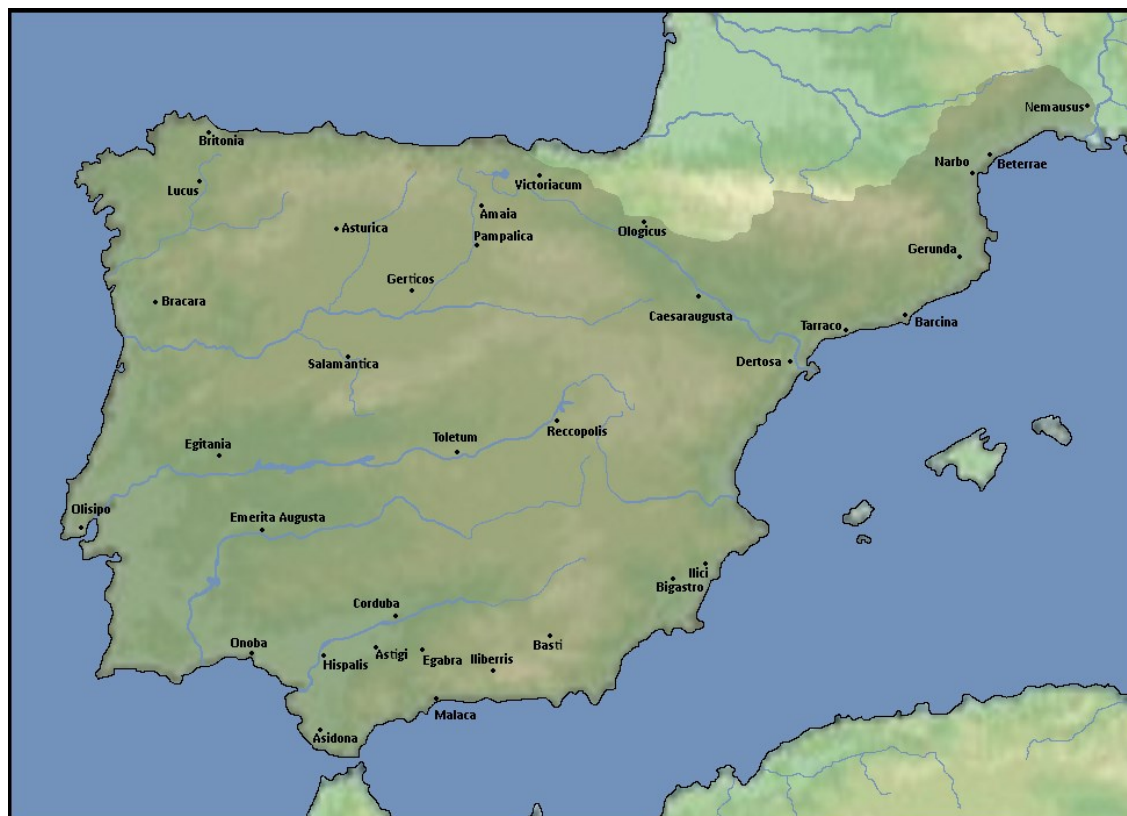 Nemausus
Britonia
Narbo
Beterrae
Lucus
Victoriacum
Amaia
Asturica
Ologicus
Pampalica
Gerunda
Gerticos
Bracara
Caesaraugusta
Tarraco
Barcina
Salamantica
Dertosa
Reccopolis
Toletum
Egitania
Olisipo
Emerita Augusta
Ilici
Bigastro
Corduba
Onoba
Basti
Astigi
Egabra
Iliberris
Hispalis
Malaca
Asidona